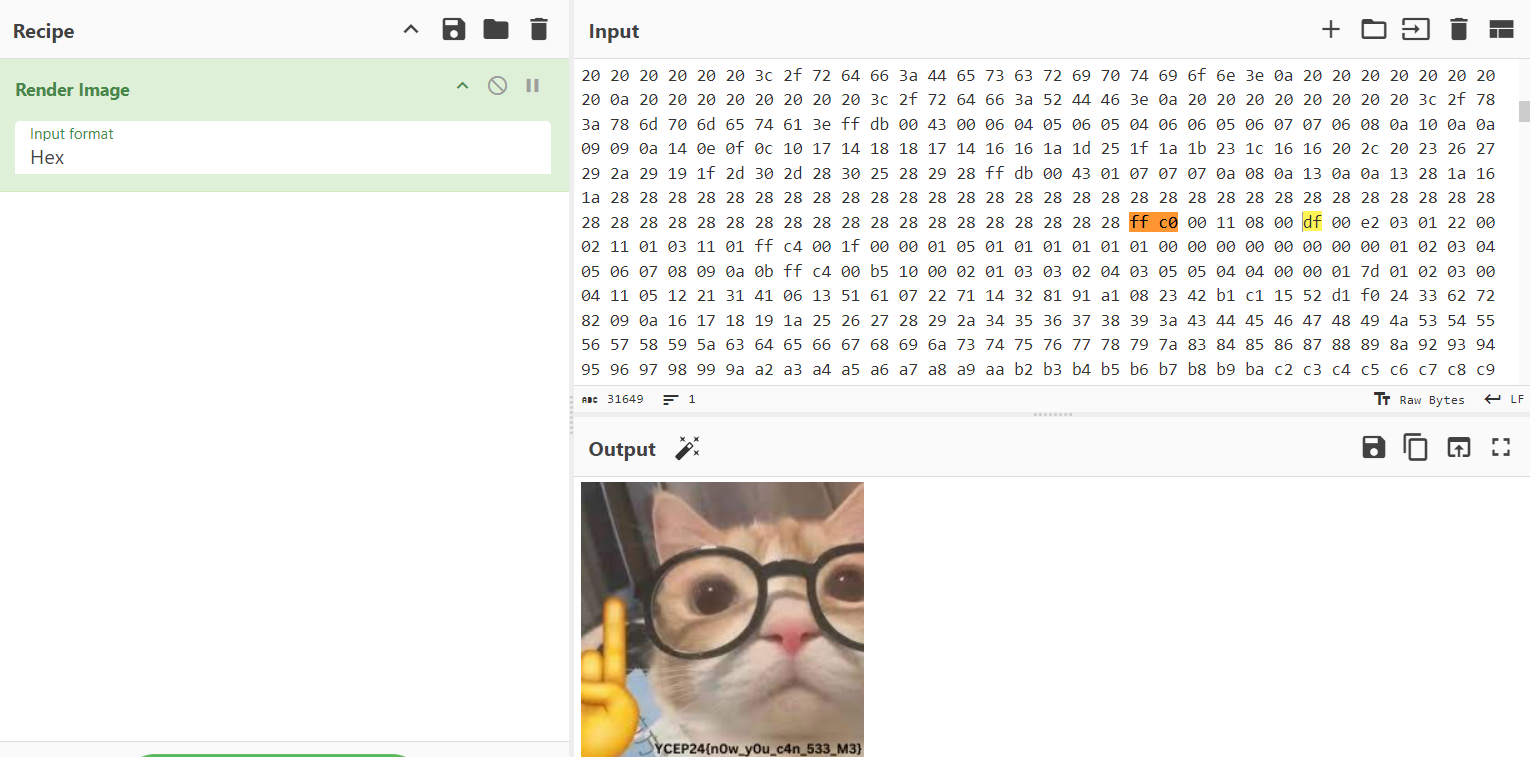 Recipe
Render Image
Input format
Hex
Input
20 20 20 20 20 20 3c 2f 72 64 66 3a 44 65 73 63 72 69 70 74 69 6f 6e 3e 0a 20 20 20 20 20 20 20
20 0a 20 20 20 20 20 20 20 20 3c 2f 72 64 66 3a 52 44 46 3e 0a 20 20 20 20 20 20 20 20 3c 2f 78
3a 78 6d 70 6d 65 74 61 3e ff db 00 43 00 06 04 05 06 05 04 06 06 05 06 07 07 06 08 0a 10 0a 0a
09 09 0a 14 0e 0f 0c 10 17 14 18 18 17 14 16 16 1a 1d 25 1f 1a 1b 23 1c 16 16 20 2c 20 23 26 27
29 2a 29 19 1f 2d 30 2d 28 30 25 28 29 28 ff db 00 43 01 07 07 07 0a 08 0a 13 0a 0a 13 28 1a 16
1a 28 28 28 28 28 28 28 28 28 28 28 28 28 28 28 28 28 28 28 28 28 28 28 28 28 28 28 28 28 28 28
28 28 28 28 28 28 28 28 28 28 28 28 28 28 28 28 28 28 28 ff c0 00 11 08 00 df 00 e2 03 01 22 00
02 11 01 03 11 01 ff c4 00 1f 00 00 01 05 01 01 01 01 01 01 00 00 00 00 00 00 00 00 01 02 03 04
05 06 07 08 09 0a 0b ff c4 00 b5 10 00 02 01 03 03 02 04 03 05 05 04 04 00 00 01 7d 01 02 03 00
04 11 05 12 21 31 41 06 13 51 61 07 22 71 14 32 81 91 a1 08 23 42 b1 c1 15 52 d1 f0 24 33 62 72
82 09 0a 16 17 18 19 1a 25 26 27 28 29 2a 34 35 36 37 38 39 3a 43 44 45 46 47 48 49 4a 53 54 55
56 57 58 59 5a 63 64 65 66 67 68 69 6a 73 74 75 76 77 78 79 7a 83 84 85 86 87 88 89 8a 92 93 94
95 96 97 98 99 9a a2 a3 a4 a5 a6 a7 a8 a9 aa b2 b3 b4 b5 b6 b7 b8 b9 ba c2 c3 c4 c5 c6 c7 c8 c9
ABC 31649 1 Raw Bytes LF
Output
YCEP24{n0w_y0u_c4n_533_M3}